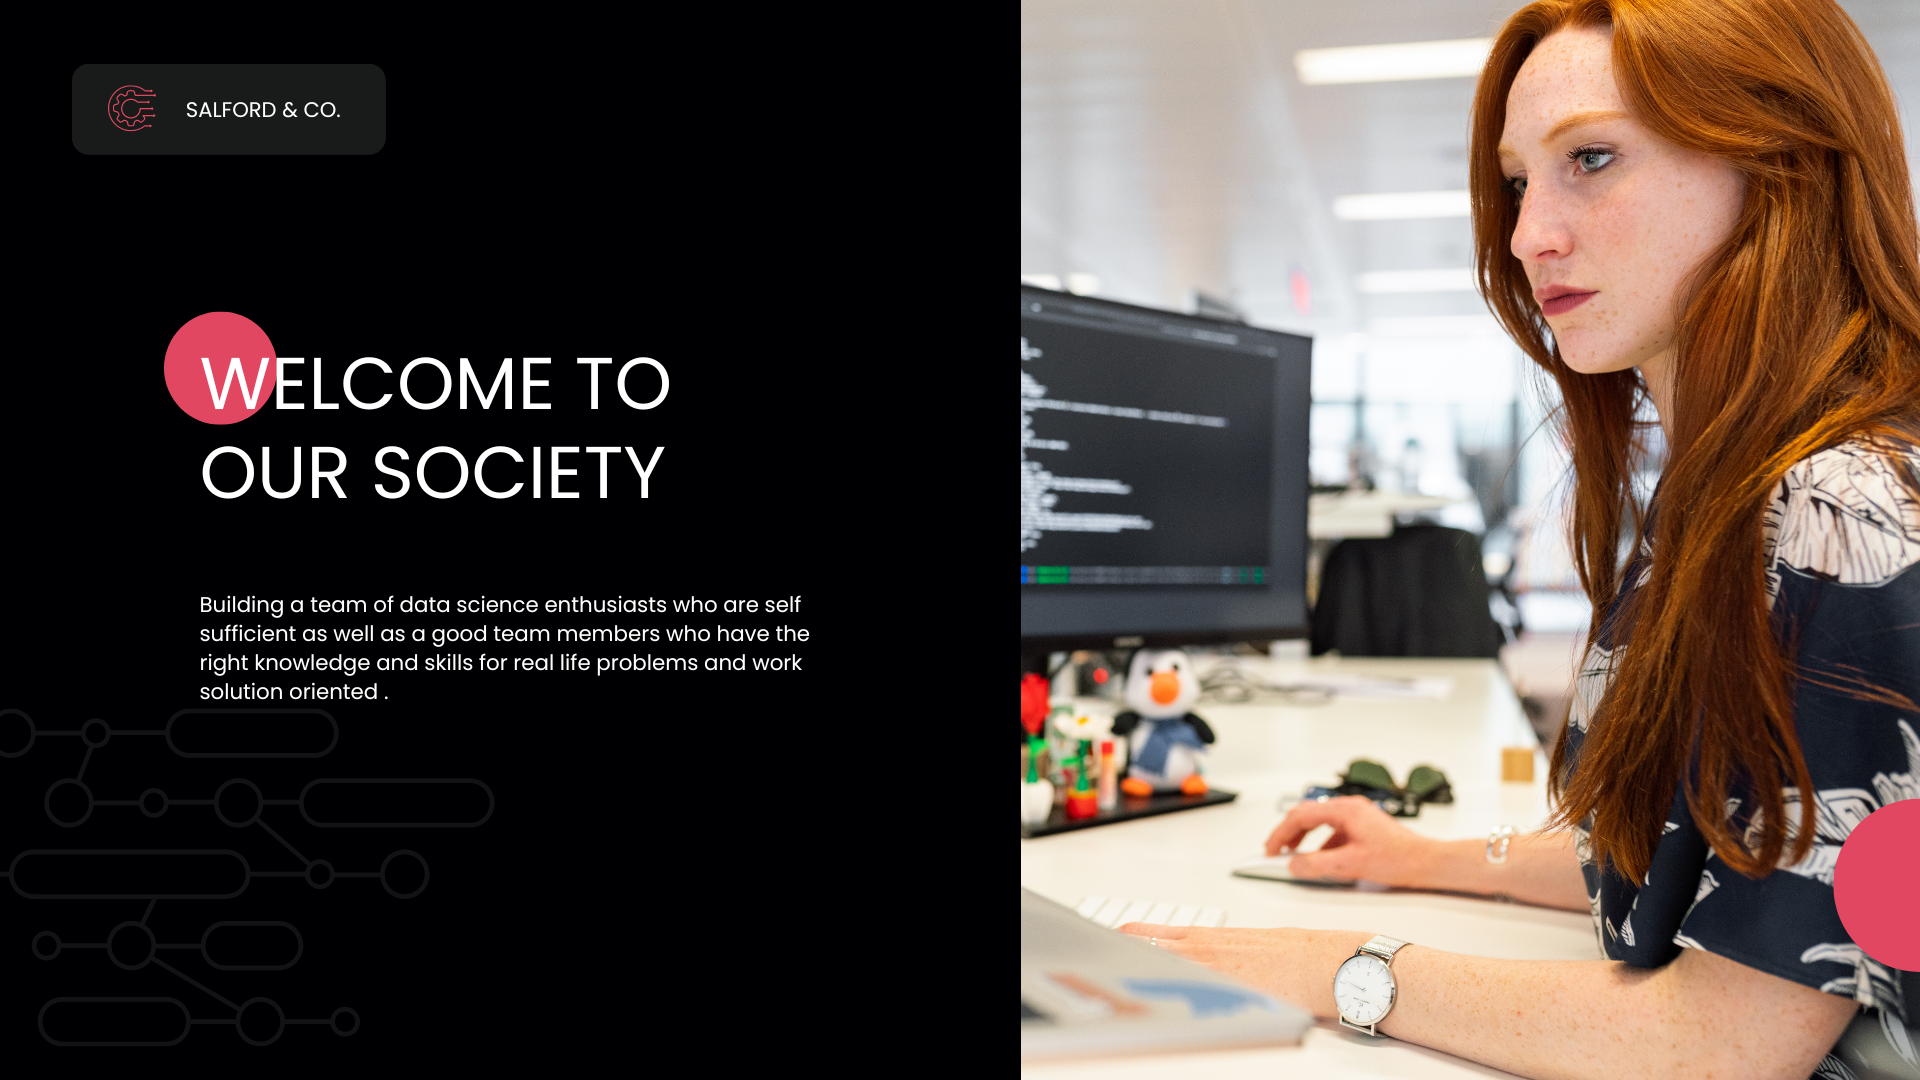 SALFORD & CO.
WELCOME TO
OUR SOCIETY
Building a team of data science enthusiasts who are self
sufficient as well as a good team members who have the
right knowledge and skills for real life problems and work
solution oriented .